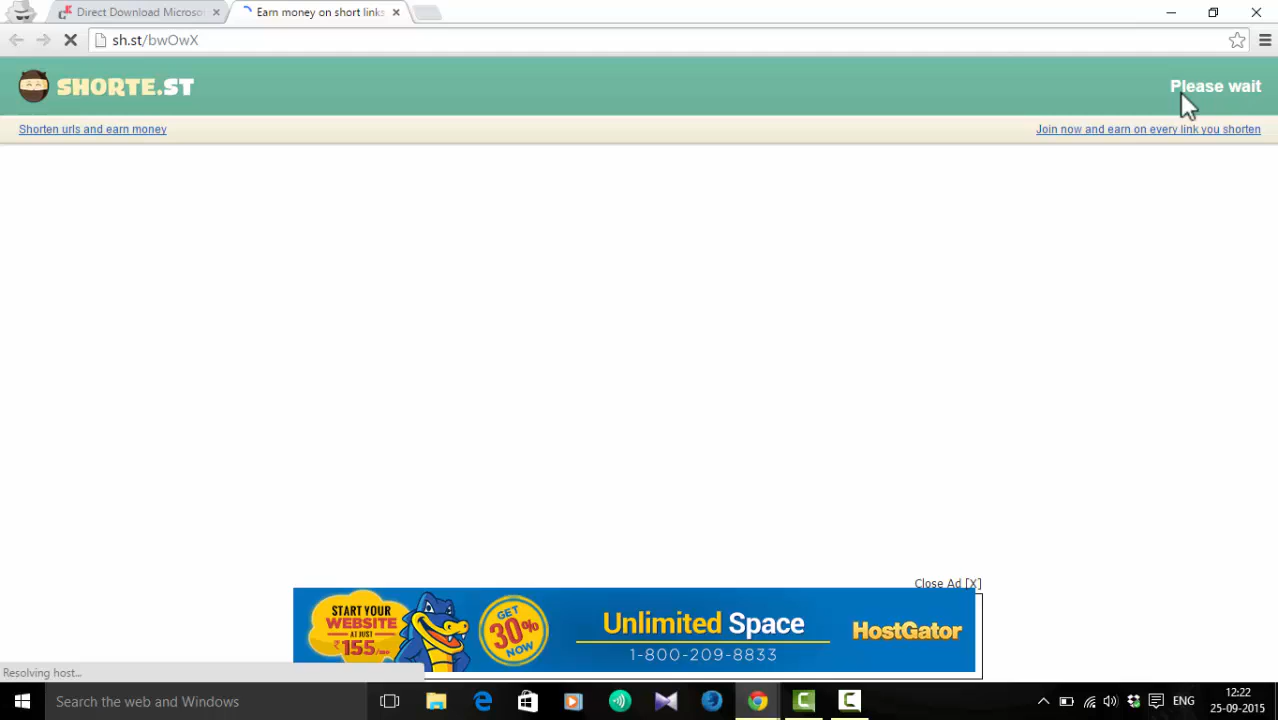 Direct Download Microso
Earn money on short links
sh.st/bwOwX
SHORTE.ST
Please wait
Shorten urls and earn money
Join now and earn on every link you shorten
Close Ad [X]
START YOUR
WEBSITE
AT JUST
₹155/mo
GET
30%
NOW
Unlimited Space
1-800-209-8833
HostGator
Resolving host...
Search the web and Windows
ENG
12:22
25-09-2015